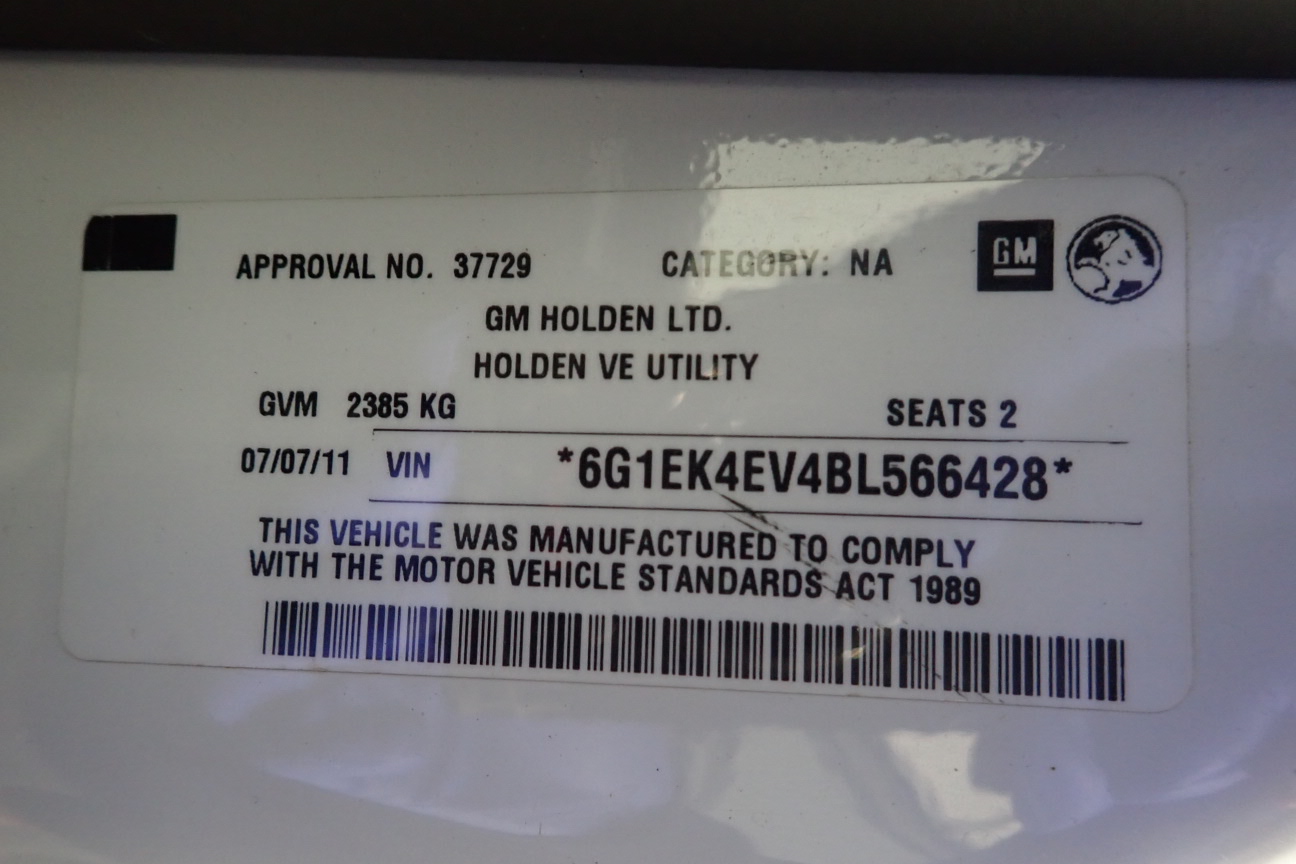 APPROVAL NO. 37729 CATEGORY: NA GM
GM HOLDEN LTD.
HOLDEN VE UTILITY
GVM 2385 KG SEATS 2
07/07/11 VIN *6G1EK4EV4BL566428*
THIS VEHICLE WAS MANUFACTURED TO COMPLY
WITH THE MOTOR VEHICLE STANDARDS ACT 1989